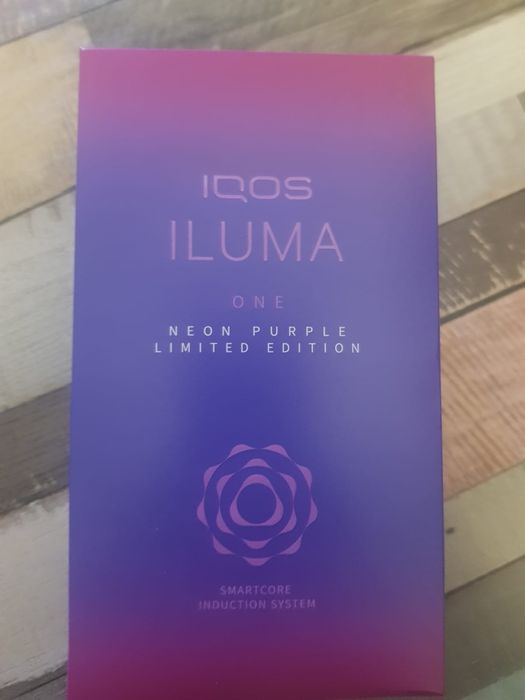 IQOS
ILUMA
ONE
NEON PURPLE
LIMITED EDITION
SMARTCORE
INDUCTION SYSTEM